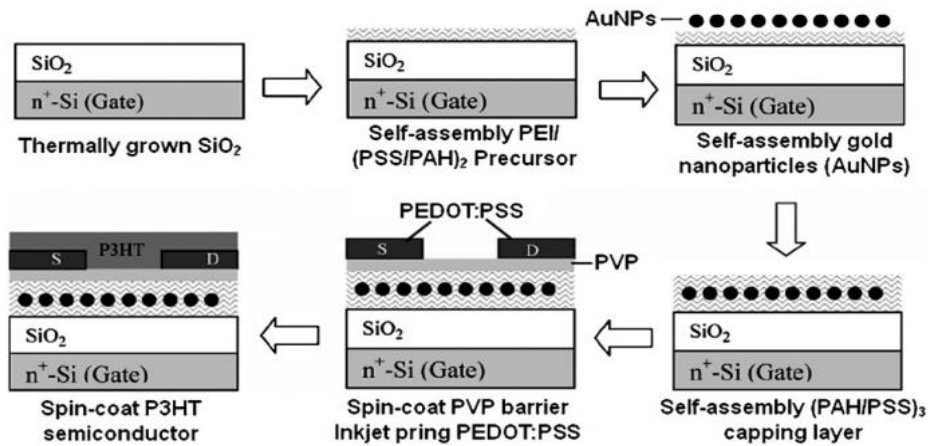 SiO₂
n⁺-Si (Gate)
Thermally grown SiO₂
SiO₂
n⁺-Si (Gate)
Self-assembly PEI/
(PSS/PAH)₂ Precursor
AuNPs
SiO₂
n⁺-Si (Gate)
Self-assembly gold
nanoparticles (AuNPs)
P3HT
S D
SiO₂
n⁺-Si (Gate)
Spin-coat P3HT
semiconductor
PEDOT:PSS
S D
PVP
SiO₂
n⁺-Si (Gate)
Spin-coat PVP barrier
Inkjet pring PEDOT:PSS
SiO₂
n⁺-Si (Gate)
Self-assembly (PAH/PSS)₃
capping layer